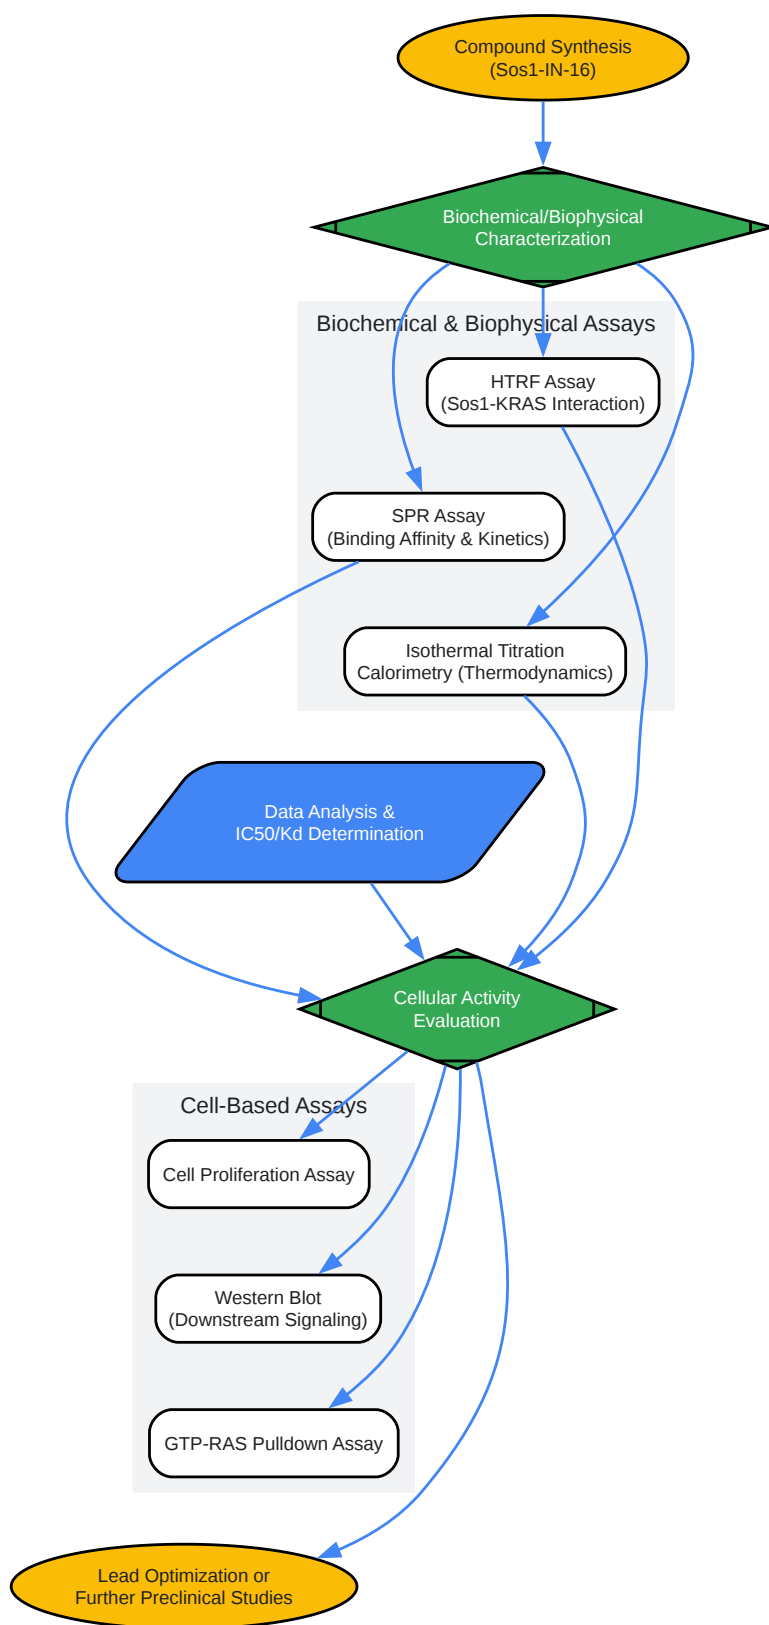 Compound Synthesis
(Sos1-IN-16)
Biochemical/Biophysical
Characterization
Biochemical & Biophysical Assays
HTRF Assay
(Sos1-KRAS Interaction)
SPR Assay
(Binding Affinity & Kinetics)
Isothermal Titration
Calorimetry (Thermodynamics)
Data Analysis &
IC50/Kd Determination
Cellular Activity
Evaluation
Cell-Based Assays
Cell Proliferation Assay
Western Blot
(Downstream Signaling)
GTP-RAS Pulldown Assay
Lead Optimization or
Further Preclinical Studies